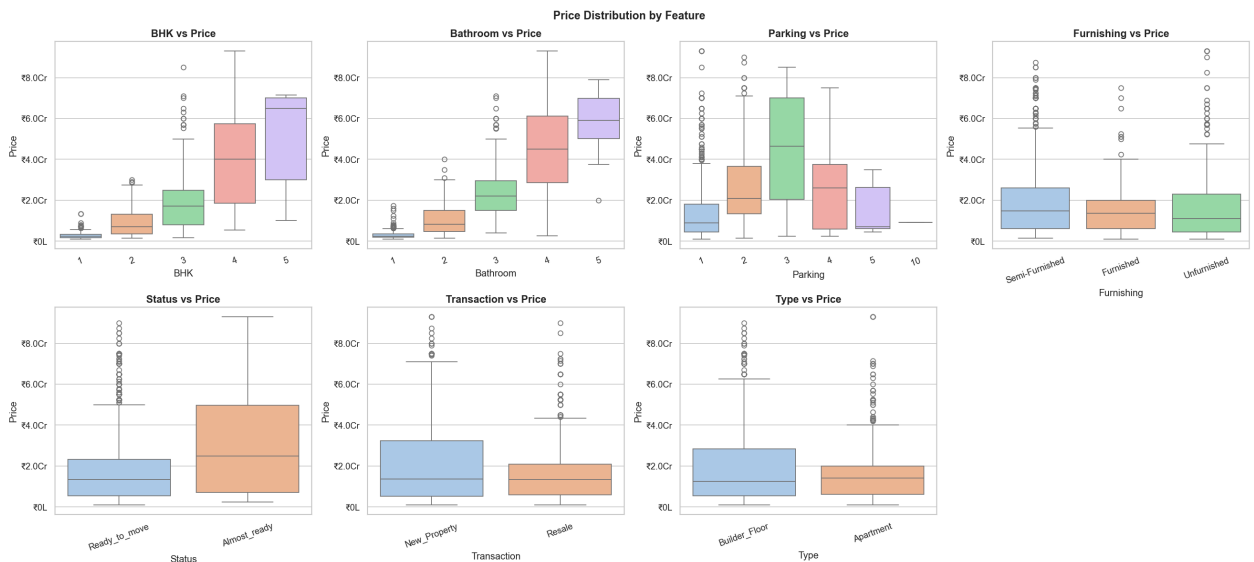 Price Distribution by Feature
BHK vs Price
Price
₹8.0Cr
₹6.0Cr
₹4.0Cr
₹2.0Cr
₹0L
1 2 3 4 5
BHK
Bathroom vs Price
Price
₹8.0Cr
₹6.0Cr
₹4.0Cr
₹2.0Cr
₹0L
1 2 3 4 5
Bathroom
Parking vs Price
Price
₹8.0Cr
₹6.0Cr
₹4.0Cr
₹2.0Cr
₹0L
1 2 3 4 5 10
Parking
Furnishing vs Price
Price
₹8.0Cr
₹6.0Cr
₹4.0Cr
₹2.0Cr
₹0L
Semi-Furnished Furnished Unfurnished
Furnishing
Status vs Price
Price
₹8.0Cr
₹6.0Cr
₹4.0Cr
₹2.0Cr
₹0L
Ready_to_move Almost_ready
Status
Transaction vs Price
Price
₹8.0Cr
₹6.0Cr
₹4.0Cr
₹2.0Cr
₹0L
New_Property Resale
Transaction
Type vs Price
Price
₹8.0Cr
₹6.0Cr
₹4.0Cr
₹2.0Cr
₹0L
Builder_Floor Apartment
Type